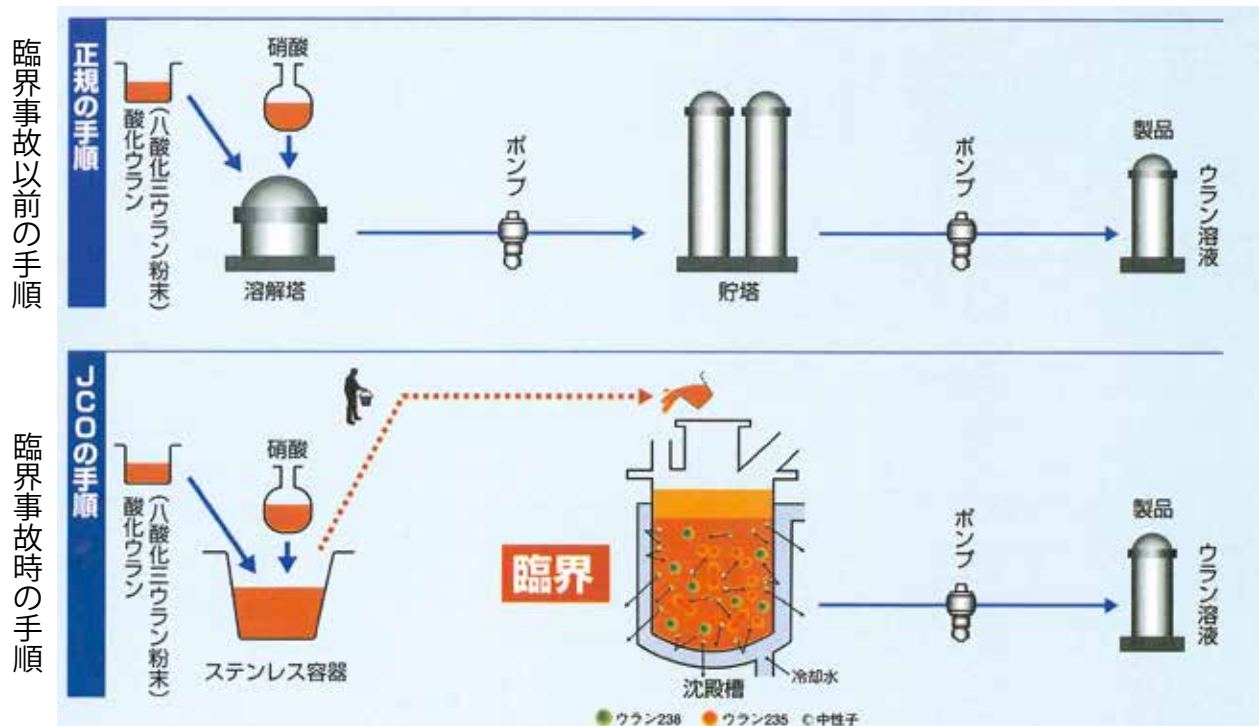 臨界事故以前の手順
正規の手順
酸化ウラン
(八酸化三ウラン粉末)
硝酸
溶解塔
ポンプ
貯塔
ポンプ
製品
ウラン溶液
臨界事故時の手順
JCOの手順
酸化ウラン
(八酸化三ウラン粉末)
硝酸
ステンレス容器
臨界
沈殿槽
冷却水
ポンプ
製品
ウラン溶液
ウラン238 ウラン235 中性子